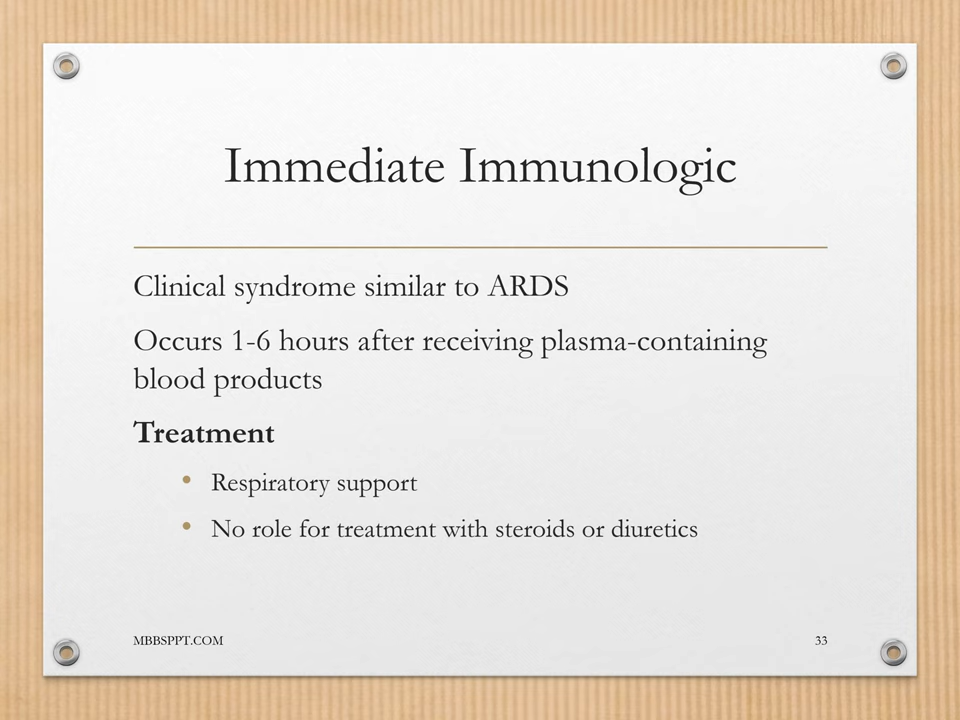 Immediate Immunologic
Clinical syndrome similar to ARDS
Occurs 1-6 hours after receiving plasma-containing
blood products
Treatment
• Respiratory support
• No role for treatment with steroids or diuretics
MBBSPPT.COM
33